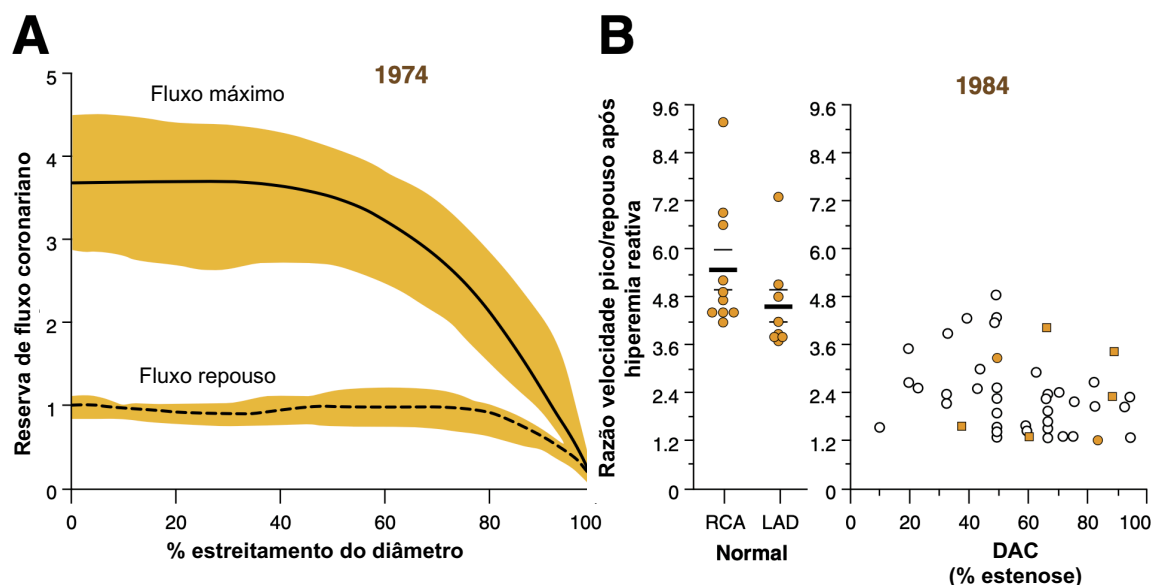 A
1974
Reserva de fluxo coronariano
5
4
3
2
1
0
Fluxo máximo
Fluxo repouso
0 20 40 60 80 100
% estreitamento do diâmetro
B
1984
Razão velocidade pico/repouso após
hiperemia reativa
9.6
8.4
7.2
6.0
4.8
3.6
2.4
1.2
0
RCA LAD
Normal
9.6
8.4
7.2
6.0
4.8
3.6
2.4
1.2
0
0 20 40 60 80 100
DAC
(% estenose)